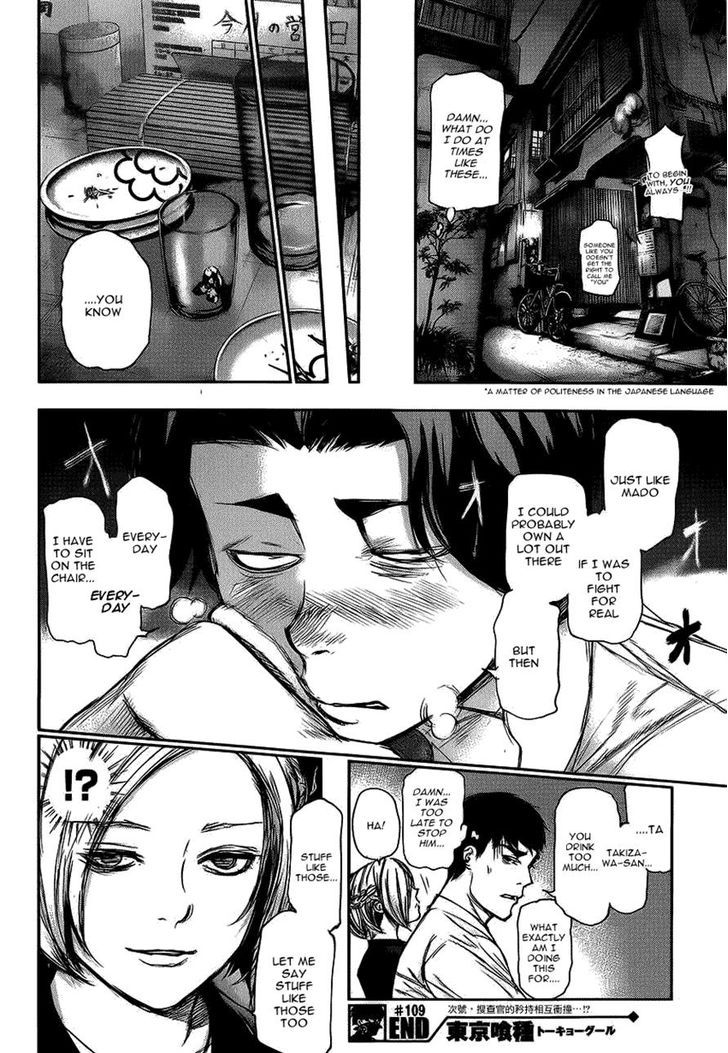 TO BEGIN
WITH, YOU
ALWAYS !!
SOMEONE
LIKE YOU
DOESN'T
GET THE
RIGHT TO
CALL ME
"YOU"
DAMN...
WHAT DO
I DO AT
TIMES
LIKE
THESE...
*A MATTER OF POLITENESS IN THE JAPANESE LANGUAGE
....YOU
KNOW
JUST LIKE
MADO
IF I WAS
TO
FIGHT
FOR
REAL
I COULD
PROBABLY
OWN A
LOT OUT
THERE
BUT
THEN
EVERY-
DAY
EVERY-
DAY
I HAVE
TO SIT
ON THE
CHAIR...
....TA
TAKIZA-
WA-SAN...
YOU
DRINK
TOO
MUCH...
WHAT
EXACTLY
AM I
DOING
THIS
FOR....
DAMN...
I WAS
TOO
LATE TO
STOP
HIM...
HA!
STUFF
LIKE
THOSE...
LET ME
SAY
STUFF
LIKE
THOSE
TOO
!?
#109
END
次號,搜查官的矜持相互衝撞…!?
東京喰種 トーキョーグール